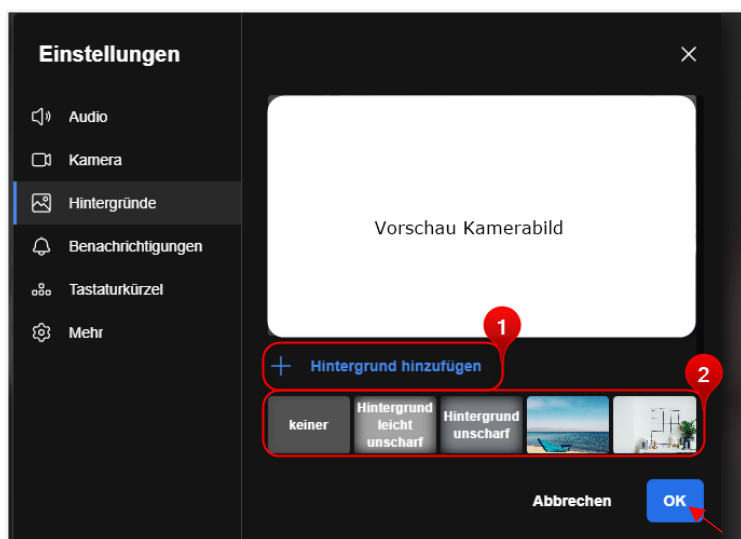 Einstellungen
Audio
Kamera
Hintergründe
Benachrichtigungen
Tastaturkürzel
Mehr
Vorschau Kamerabild
1
Hintergrund hinzufügen
2
keiner
Hintergrund
leicht
unscharf
Hintergrund
unscharf
Abbrechen
OK